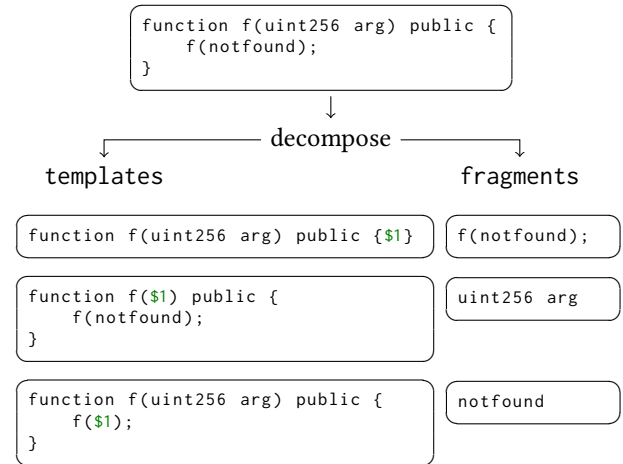 function f(uint256 arg) public {
    f(notfound);
}
decompose
templates fragments
function f(uint256 arg) public {$1} f(notfound);
function f($1) public {
    f(notfound);
}
uint256 arg
function f(uint256 arg) public {
    f($1);
}
notfound